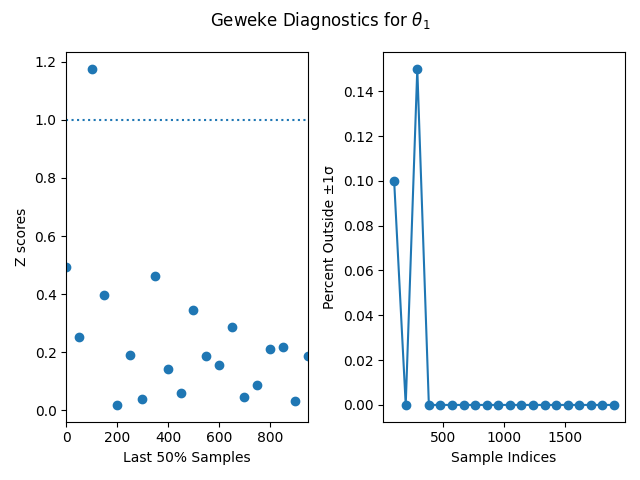 Geweke Diagnostics for θ₁
Z scores
1.2
1.0
0.8
0.6
0.4
0.2
0.0
0 200 400 600 800
Last 50% Samples
Percent Outside ±1σ
0.14
0.12
0.10
0.08
0.06
0.04
0.02
0.00
500 1000 1500
Sample Indices